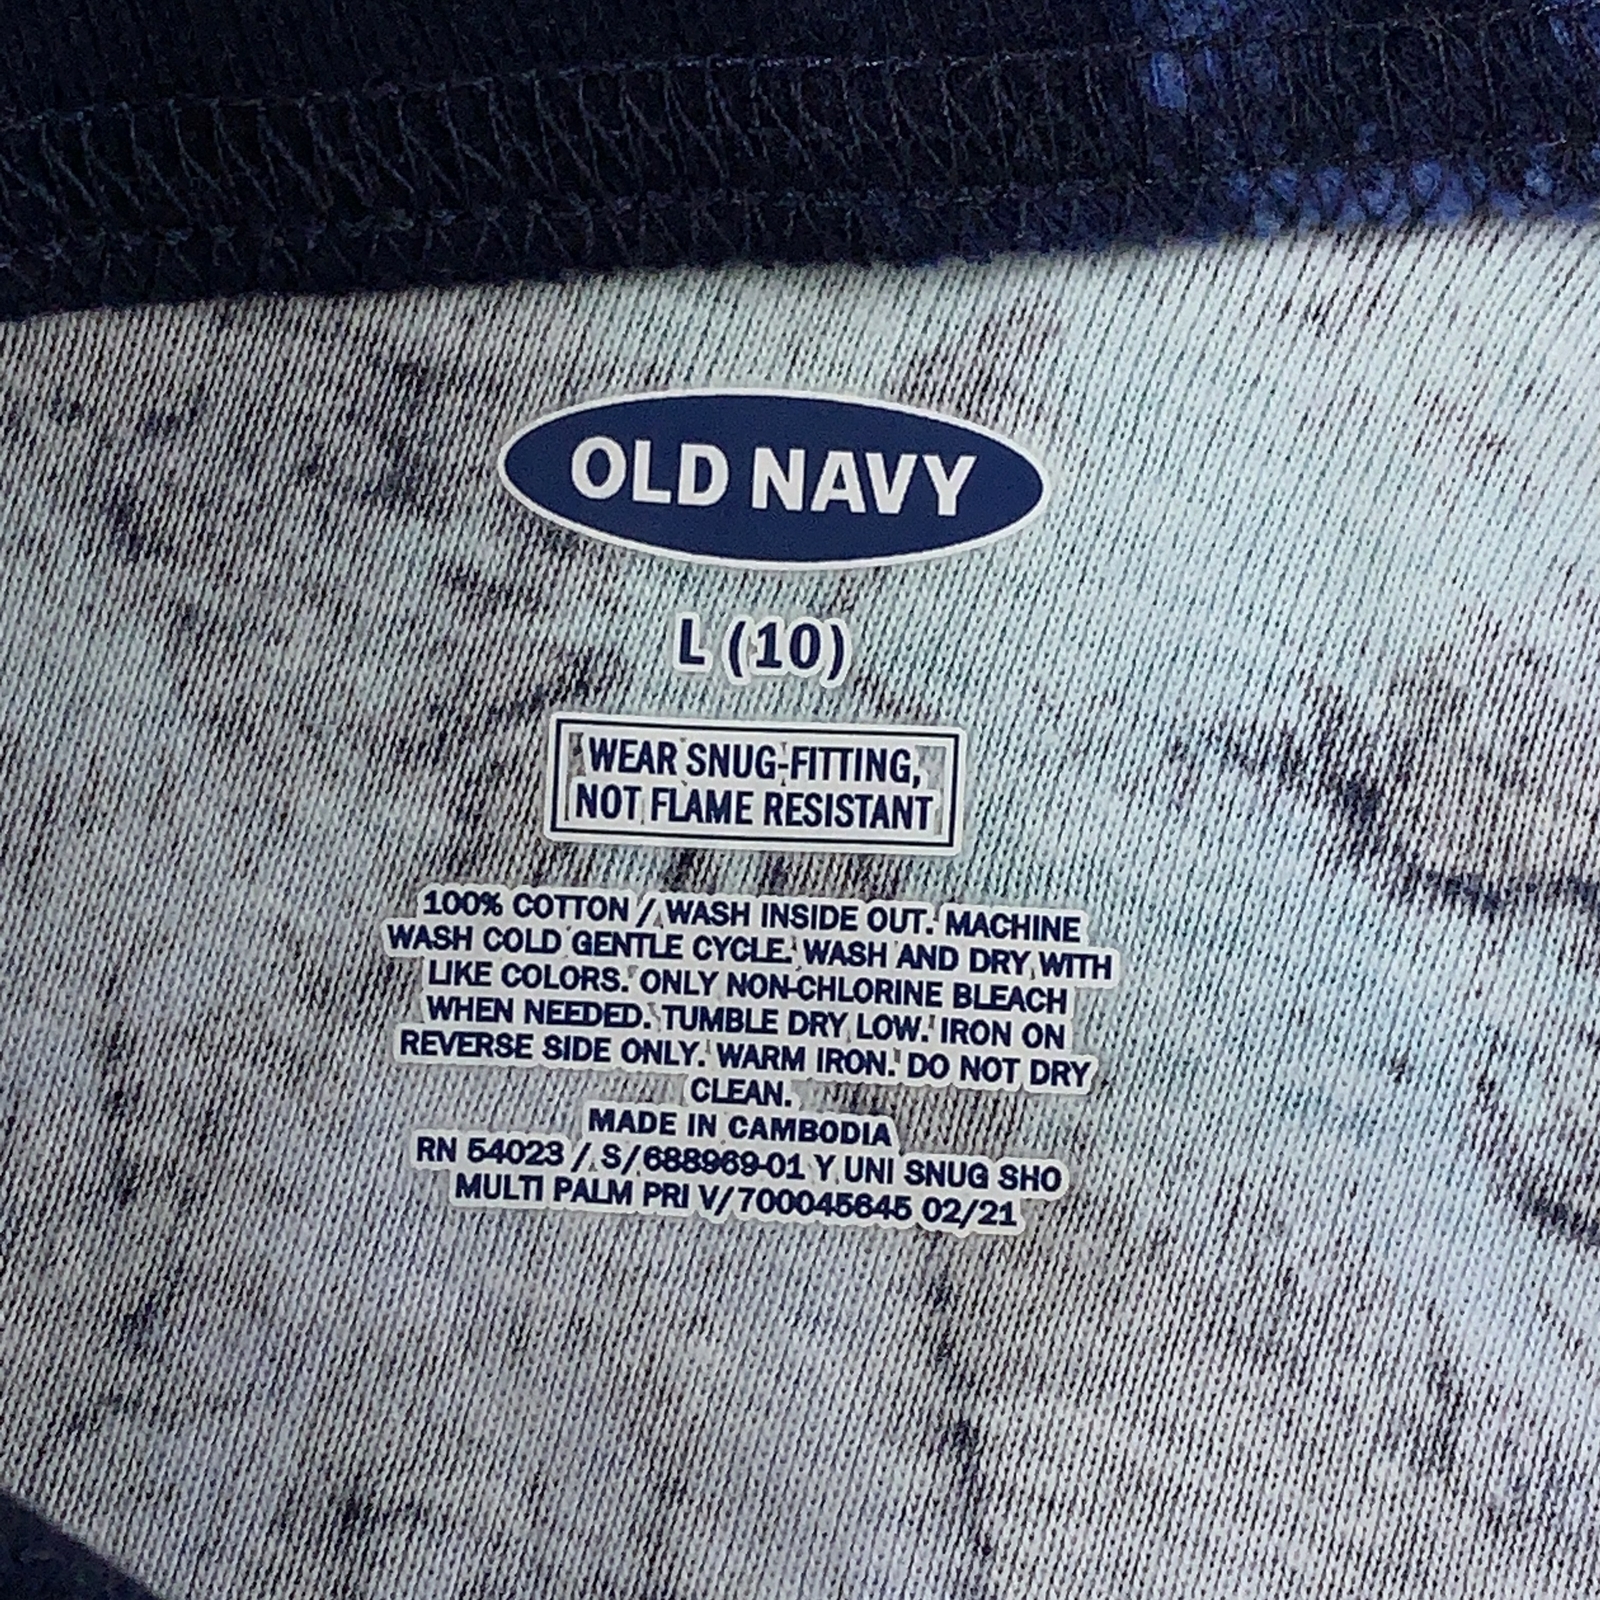 OLD NAVY
L (10)
WEAR SNUG-FITTING,
NOT FLAME RESISTANT
100% COTTON / WASH INSIDE OUT. MACHINE
WASH COLD GENTLE CYCLE. WASH AND DRY WITH
LIKE COLORS. ONLY NON-CHLORINE BLEACH
WHEN NEEDED. TUMBLE DRY LOW. IRON ON
REVERSE SIDE ONLY. WARM IRON. DO NOT DRY
CLEAN.
MADE IN CAMBODIA
RN 54023 / S/688969-01 Y UNI SNUG SHO
MULTI PALM PRI V/700045645 02/21